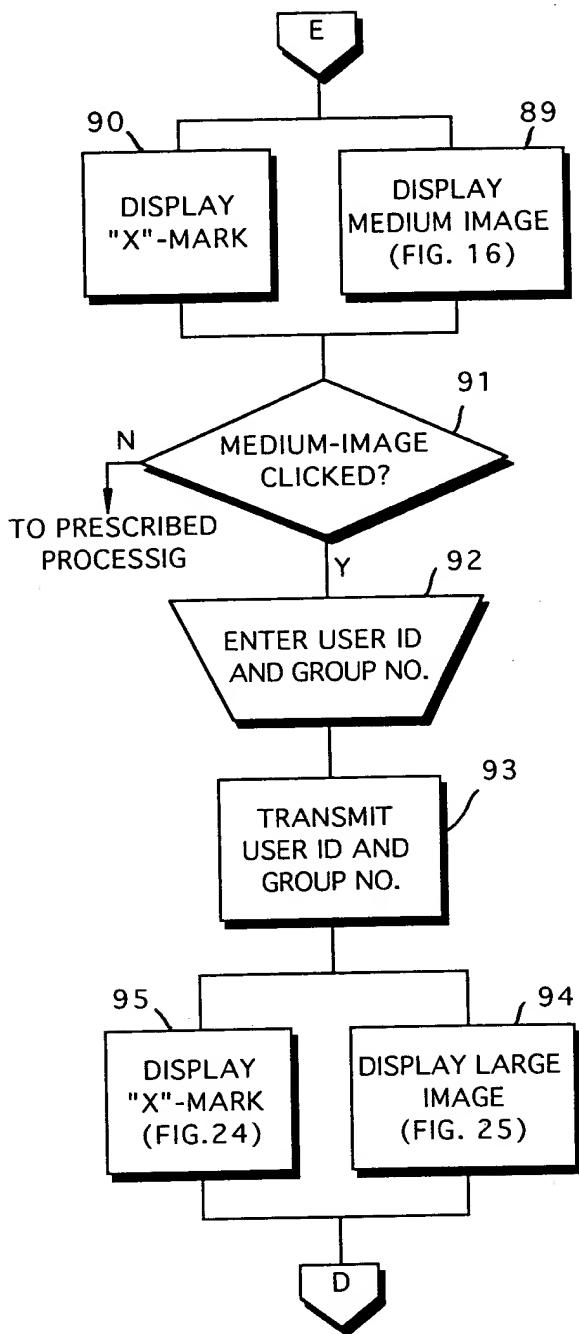 E
90
DISPLAY
"X"-MARK
89
DISPLAY
MEDIUM IMAGE
(FIG. 16)
91
MEDIUM-IMAGE
CLICKED?
N
TO PRESCRIBED
PROCESSIG
Y
92
ENTER USER ID
AND GROUP NO.
93
TRANSMIT
USER ID AND
GROUP NO.
95
DISPLAY
"X"-MARK
(FIG.24)
94
DISPLAY LARGE
IMAGE
(FIG. 25)
D